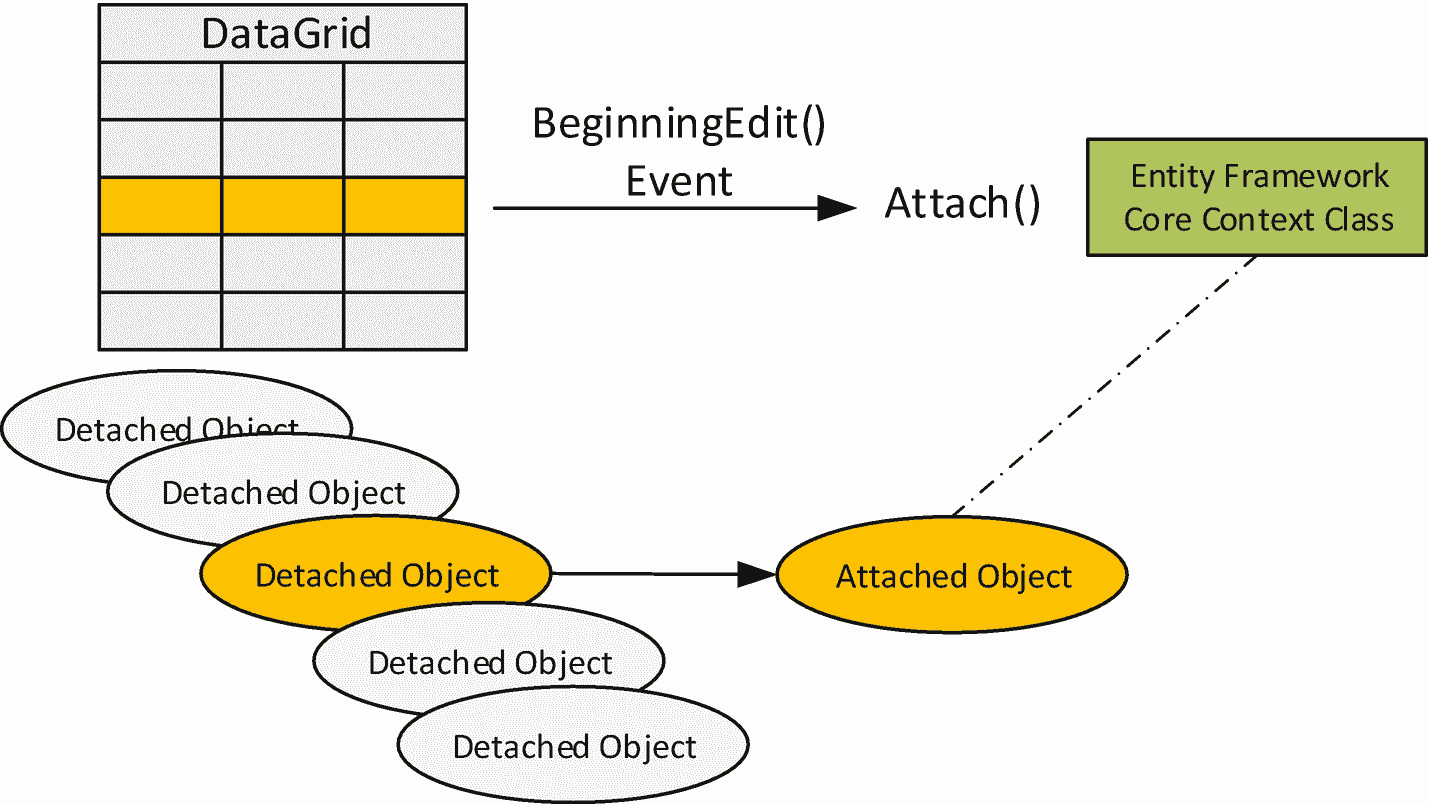 DataGrid
BeginningEdit()
Event
Attach()
Entity Framework
Core Context Class
Detached Object
Detached Object
Detached Object
Attached Object
Detached Object
Detached Object